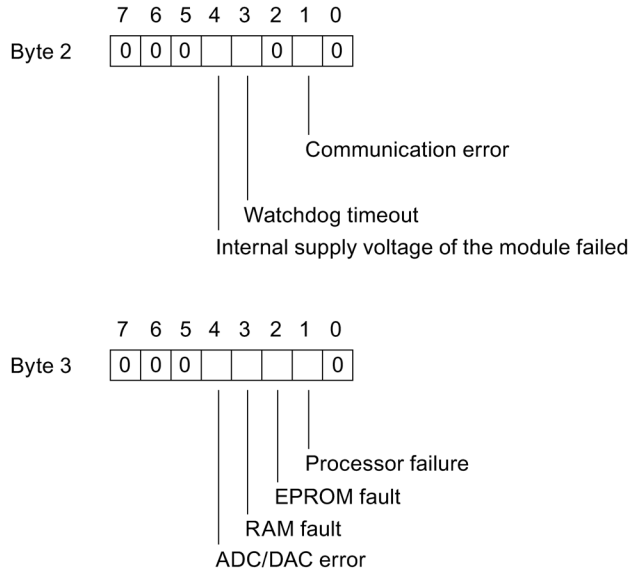 7 6 5 4 3 2 1 0
Byte 2 0 0 0 0 0
Communication error
Watchdog timeout
Internal supply voltage of the module failed
7 6 5 4 3 2 1 0
Byte 3 0 0 0 0
Processor failure
EPROM fault
RAM fault
ADC/DAC error